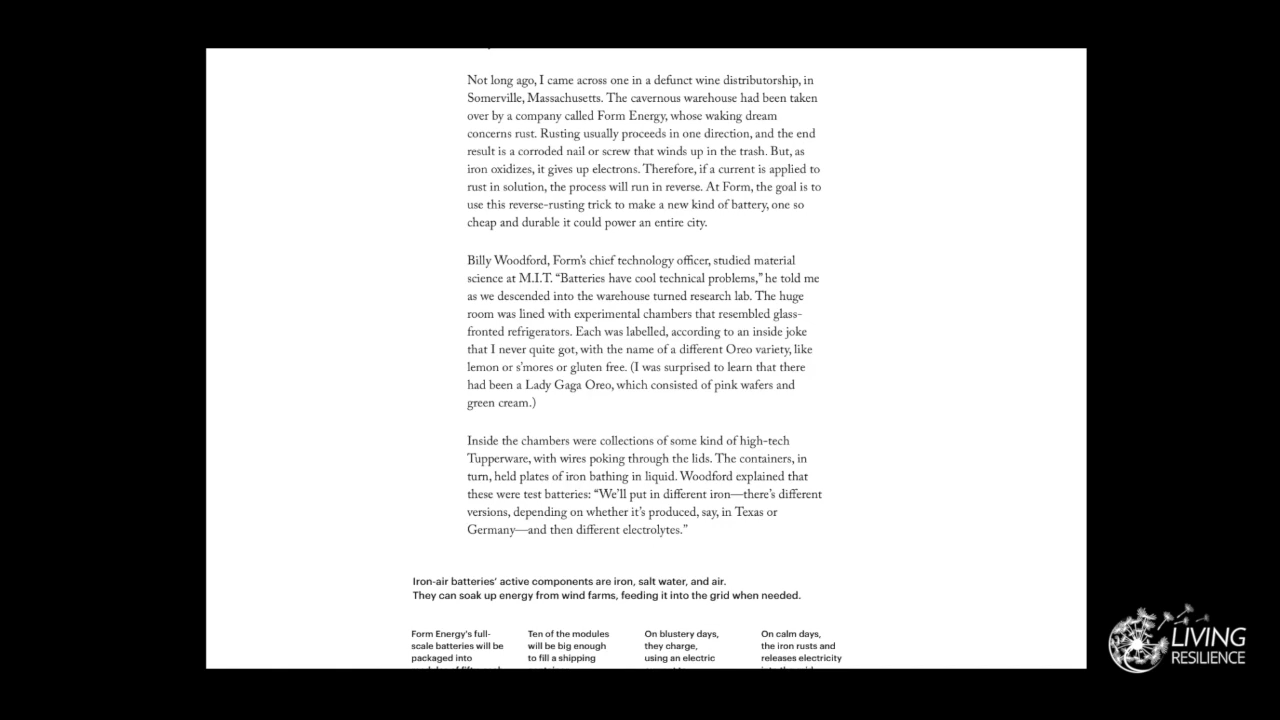 Not long ago, I came across one in a defunct wine distributorship, in
Somerville, Massachusetts. The cavernous warehouse had been taken
over by a company called Form Energy, whose waking dream
concerns rust. Rusting usually proceeds in one direction, and the end
result is a corroded nail or screw that winds up in the trash. But, as
iron oxidizes, it gives up electrons. Therefore, if a current is applied to
rust in solution, the process will run in reverse. At Form, the goal is to
use this reverse-rusting trick to make a new kind of battery, one so
cheap and durable it could power an entire city.
Billy Woodford, Form’s chief technology officer, studied material
science at M.I.T. “Batteries have cool technical problems,” he told me
as we descended into the warehouse turned research lab. The huge
room was lined with experimental chambers that resembled glass-
fronted refrigerators. Each was labelled, according to an inside joke
that I never quite got, with the name of a different Oreo variety, like
lemon or s’mores or gluten free. (I was surprised to learn that there
had been a Lady Gaga Oreo, which consisted of pink wafers and
green cream.)
Inside the chambers were collections of some kind of high-tech
Tupperware, with wires poking through the lids. The containers, in
turn, held plates of iron bathing in liquid. Woodford explained that
these were test batteries: “We’ll put in different iron—there’s different
versions, depending on whether it’s produced, say, in Texas or
Germany—and then different electrolytes.”
Iron-air batteries’ active components are iron, salt water, and air.
They can soak up energy from wind farms, feeding it into the grid when needed.
Form Energy’s full-
scale batteries will be
packaged into
Ten of the modules
will be big enough
to fill a shipping
On blustery days,
they charge,
using an electric
On calm days,
the iron rusts and
releases electricity
LIVING
RESILIENCE